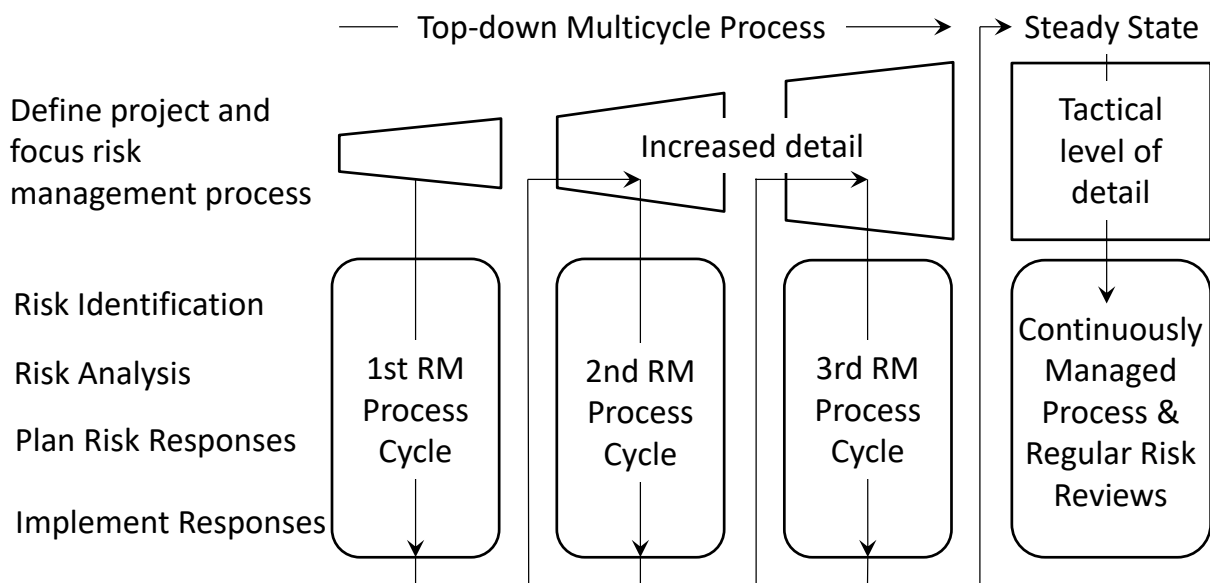 Top-down Multicycle Process
Steady State
Define project and
focus risk
management process
Increased detail
Tactical
level of
detail
Risk Identification
Risk Analysis
Plan Risk Responses
Implement Responses
1st RM
Process
Cycle
2nd RM
Process
Cycle
3rd RM
Process
Cycle
Continuously
Managed
Process &
Regular Risk
Reviews